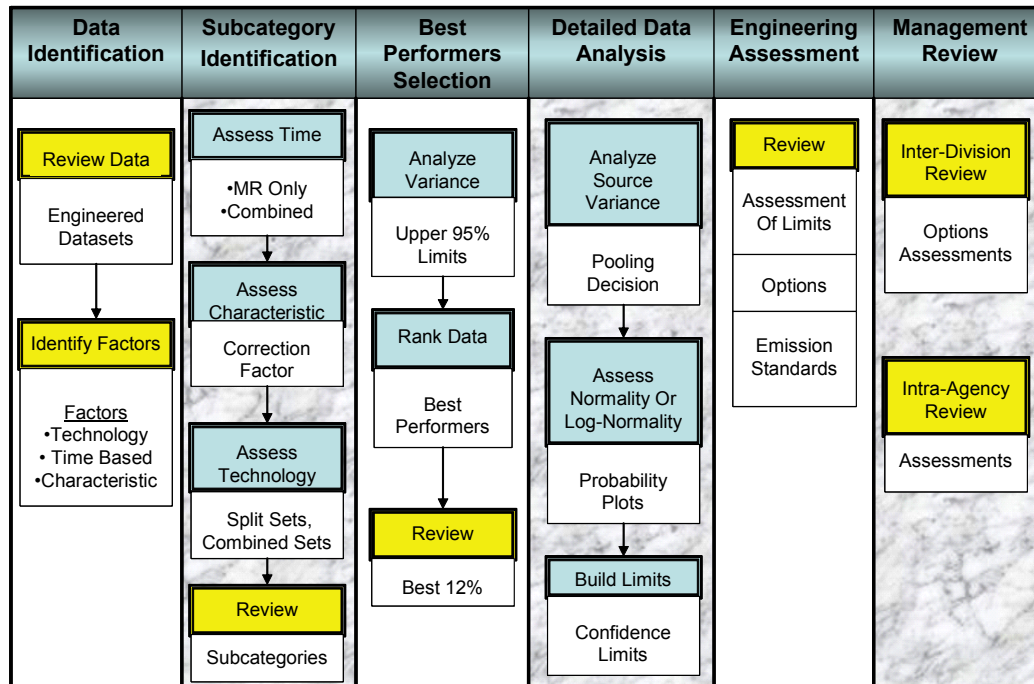 Data
Identification
Subcategory
Identification
Best
Performers
Selection
Detailed Data
Analysis
Engineering
Assessment
Management
Review
Review Data
Engineered
Datasets
Identify Factors
Factors
•Technology
• Time Based
•Characteristic
Assess Time
•MR Only
•Combined
Assess
Characteristic
Correction
Factor
Assess
Technology
Split Sets,
Combined Sets
Review
Subcategories
Analyze
Variance
Upper 95%
Limits
Rank Data
Best
Performers
Review
Best 12%
Analyze
Source
Variance
Pooling
Decision
Assess
Normality Or
Log-Normality
Probability
Plots
Build Limits
Confidence
Limits
Review
Assessment
Of Limits
Options
Emission
Standards
Inter-Division
Review
Options
Assessments
Intra-Agency
Review
Assessments